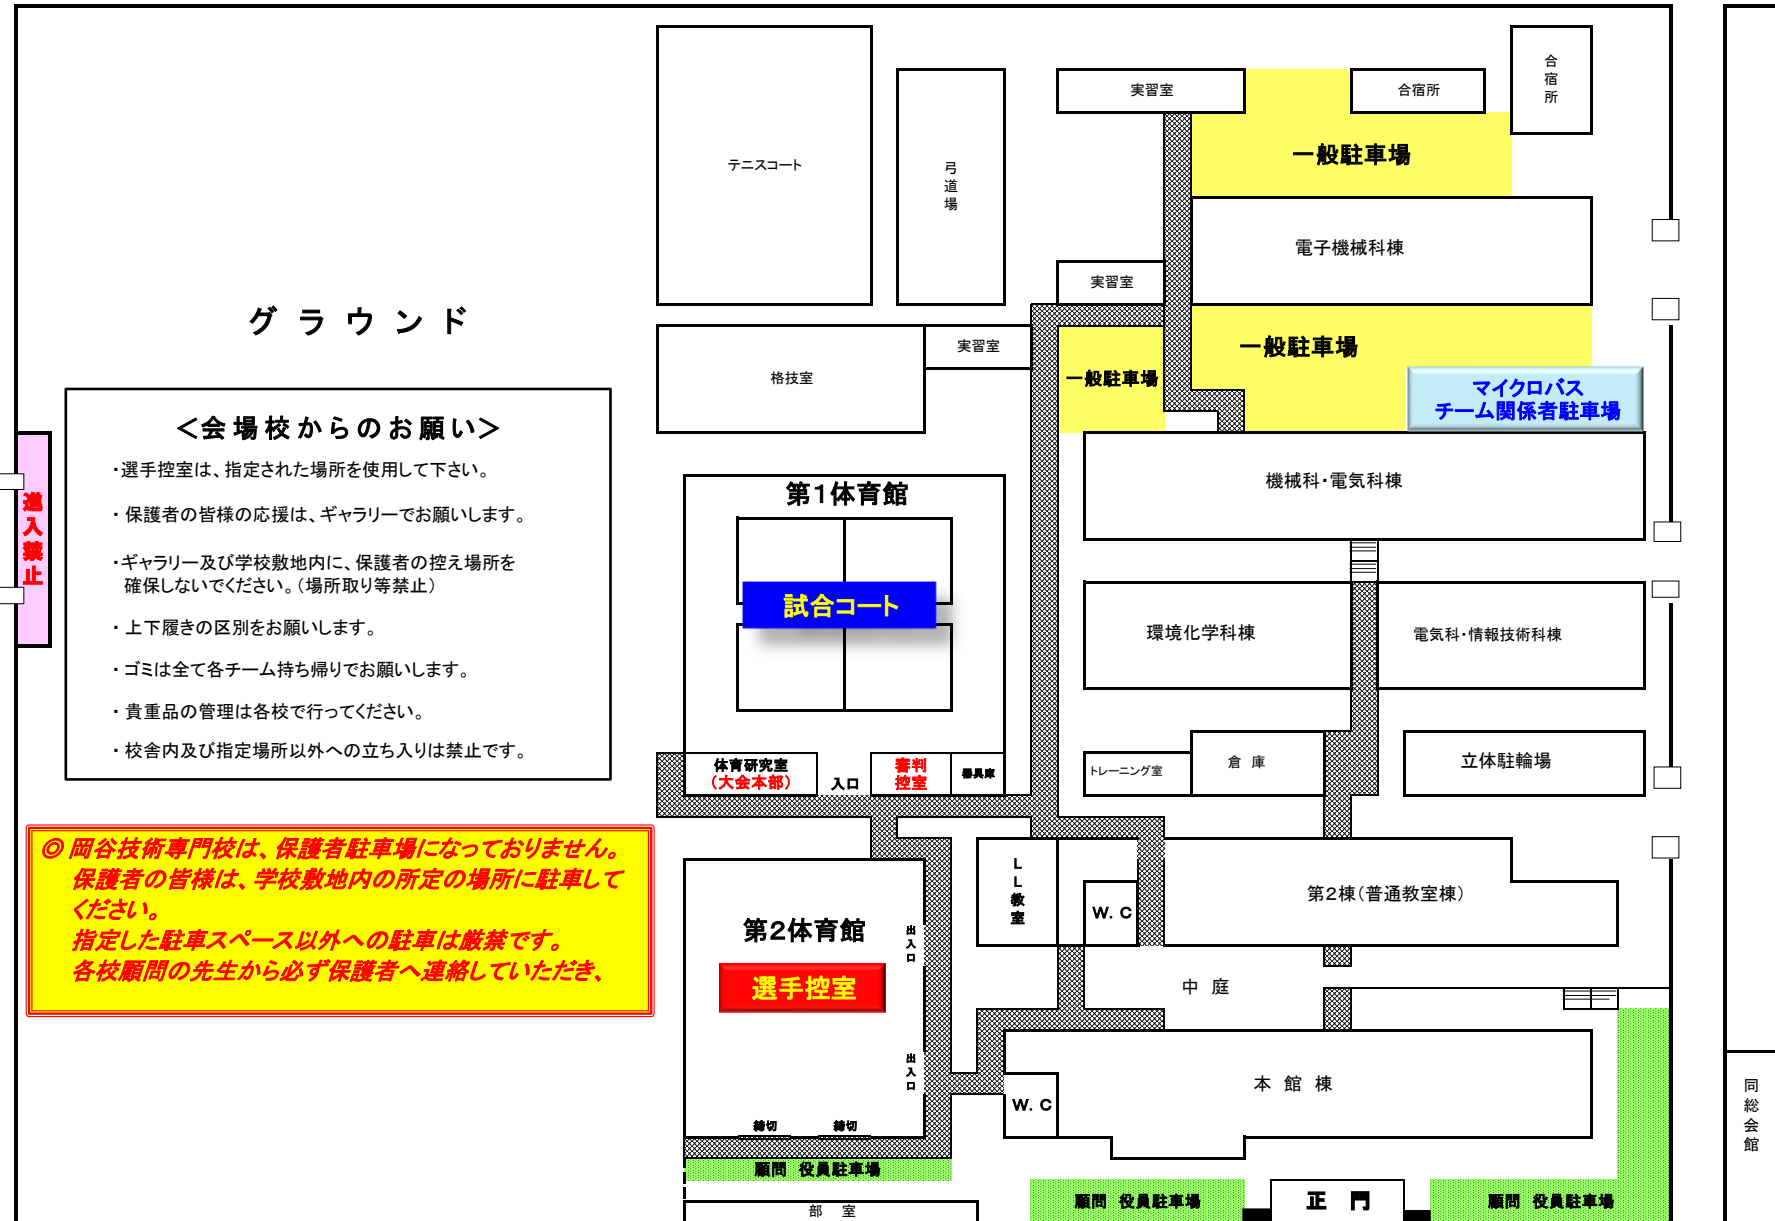 実習室
合宿所
合宿所
一般駐車場
テニスコート
弓道場
電子機械科棟
実習室
グラウンド
一般駐車場
実習室
格技室
一般駐車場
マイクロバス
チーム関係者駐車場
＜会場校からのお願い＞
・選手控室は、指定された場所を使用して下さい。
・保護者の皆様の応援は、ギャラリーでお願いします。
・ギャラリー及び学校敷地内に、保護者の控え場所を
確保しないでください。（場所取り等禁止）
・上下履きの区別をお願いします。
・ゴミは全て各チーム持ち帰りでお願いします。
・貴重品の管理は各校で行ってください。
・校舎内及び指定場所以外への立ち入りは禁止です。
進入禁止
第1体育館
試合コート
機械科・電気科棟
環境化学科棟
電気科・情報技術科棟
体育研究室
（大会本部）
入口
審判
控室
器具庫
トレーニング室
倉 庫
立体駐輪場
◎ 岡谷技術専門校は、保護者駐車場になっておりません。
保護者の皆様は、学校敷地内の所定の場所に駐車して
ください。
指定した駐車スペース以外への駐車は厳禁です。
各校顧問の先生から必ず保護者へ連絡していただき、
LL教室
W. C
第2棟（普通教室棟）
第2体育館
出入口
選手控室
中 庭
出入口
本 館 棟
W. C
締切
締切
顧問 役員駐車場
部 室
顧問 役員駐車場
正 門
顧問 役員駐車場
同総会館